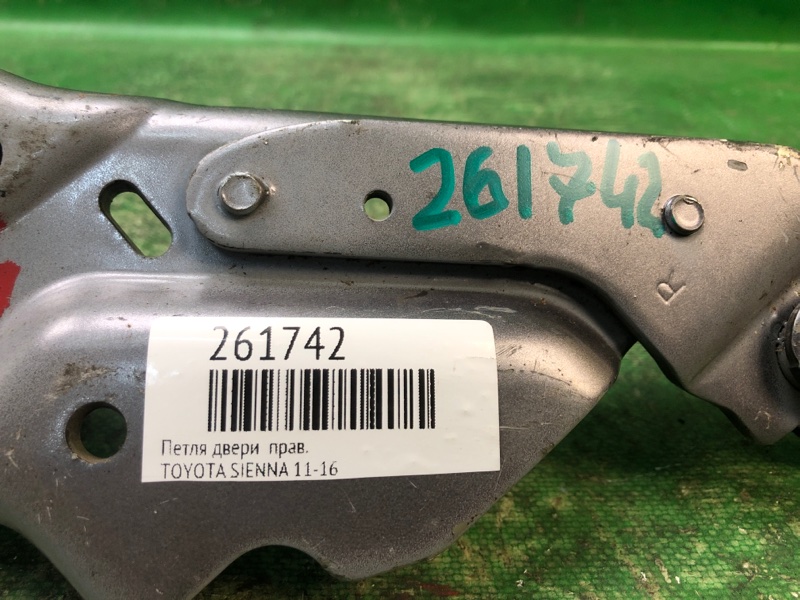 261742
R
261742
Петля двери прав.
TOYOTA SIENNA 11-16